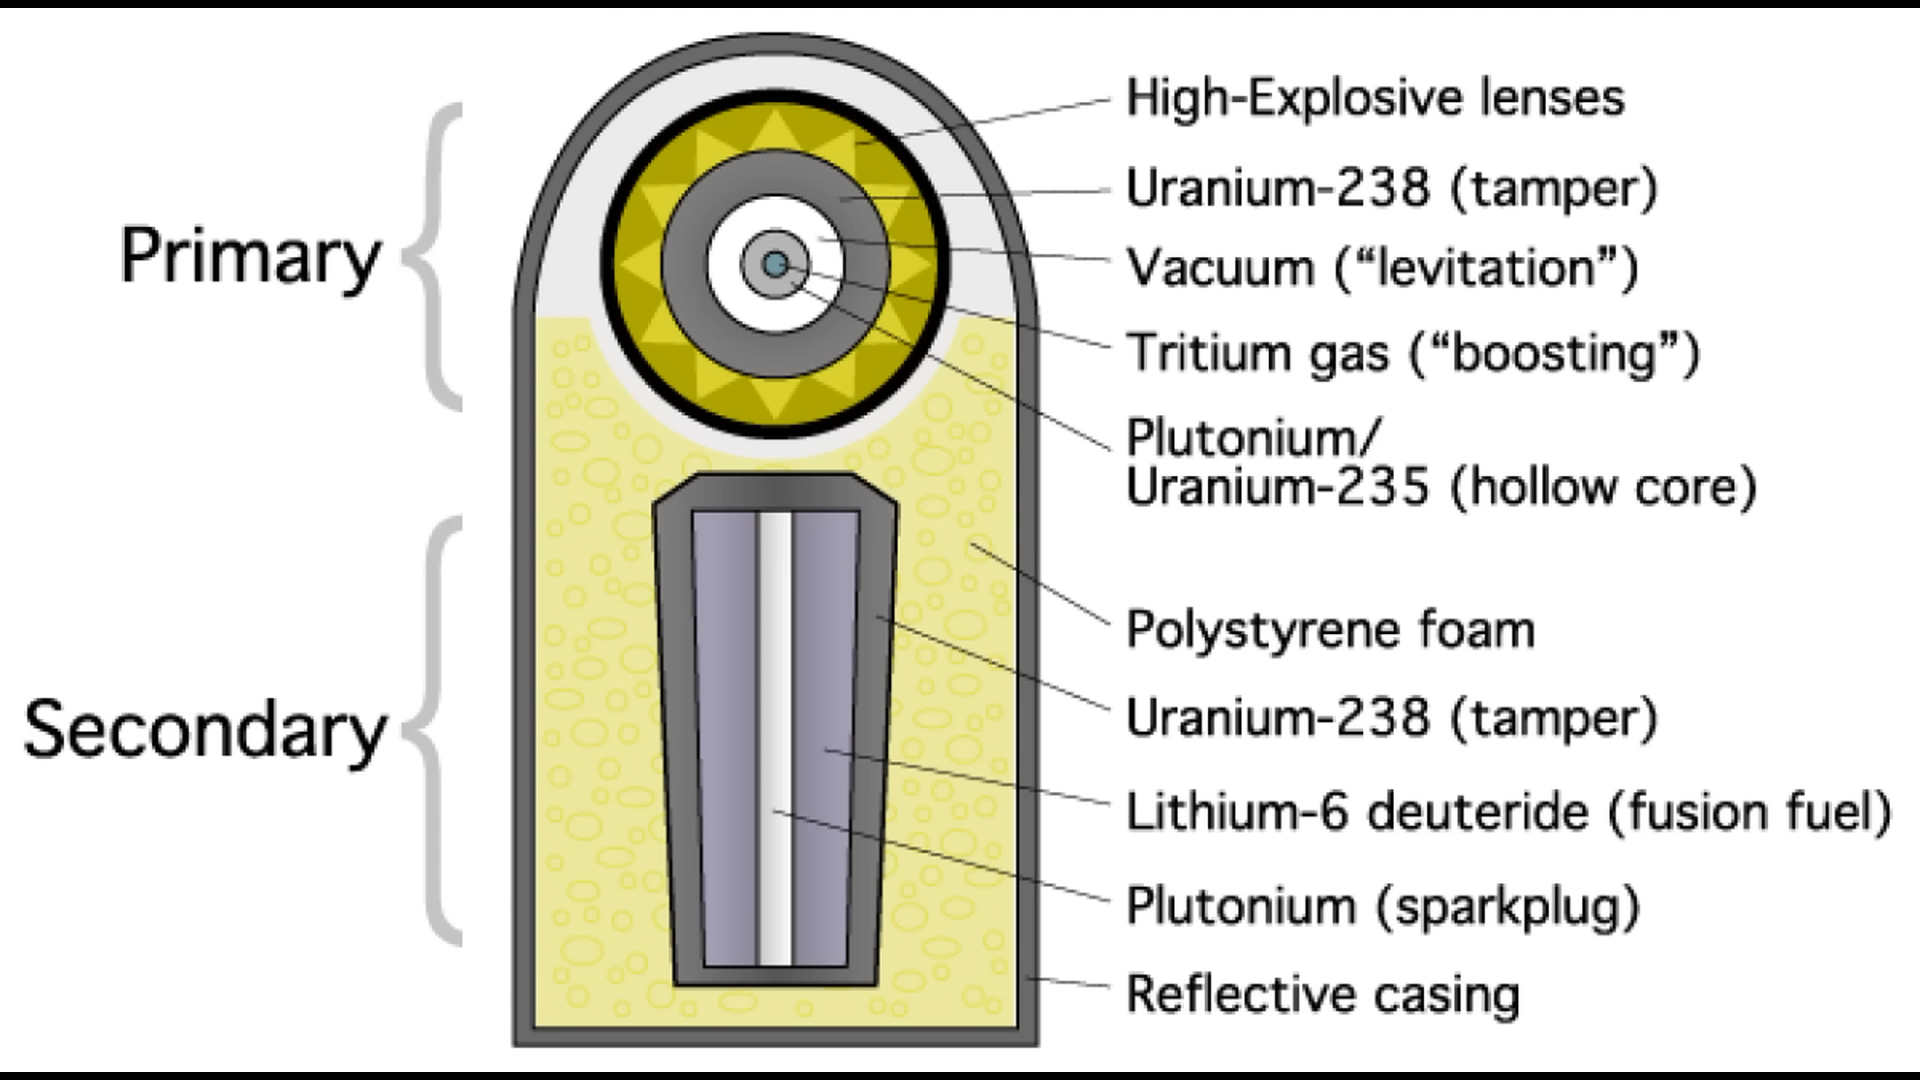 Primary
Secondary
High-Explosive lenses
Uranium-238 (tamper)
Vacuum (“levitation”)
Tritium gas (“boosting”)
Plutonium/
Uranium-235 (hollow core)
Polystyrene foam
Uranium-238 (tamper)
Lithium-6 deuteride (fusion fuel)
Plutonium (sparkplug)
Reflective casing